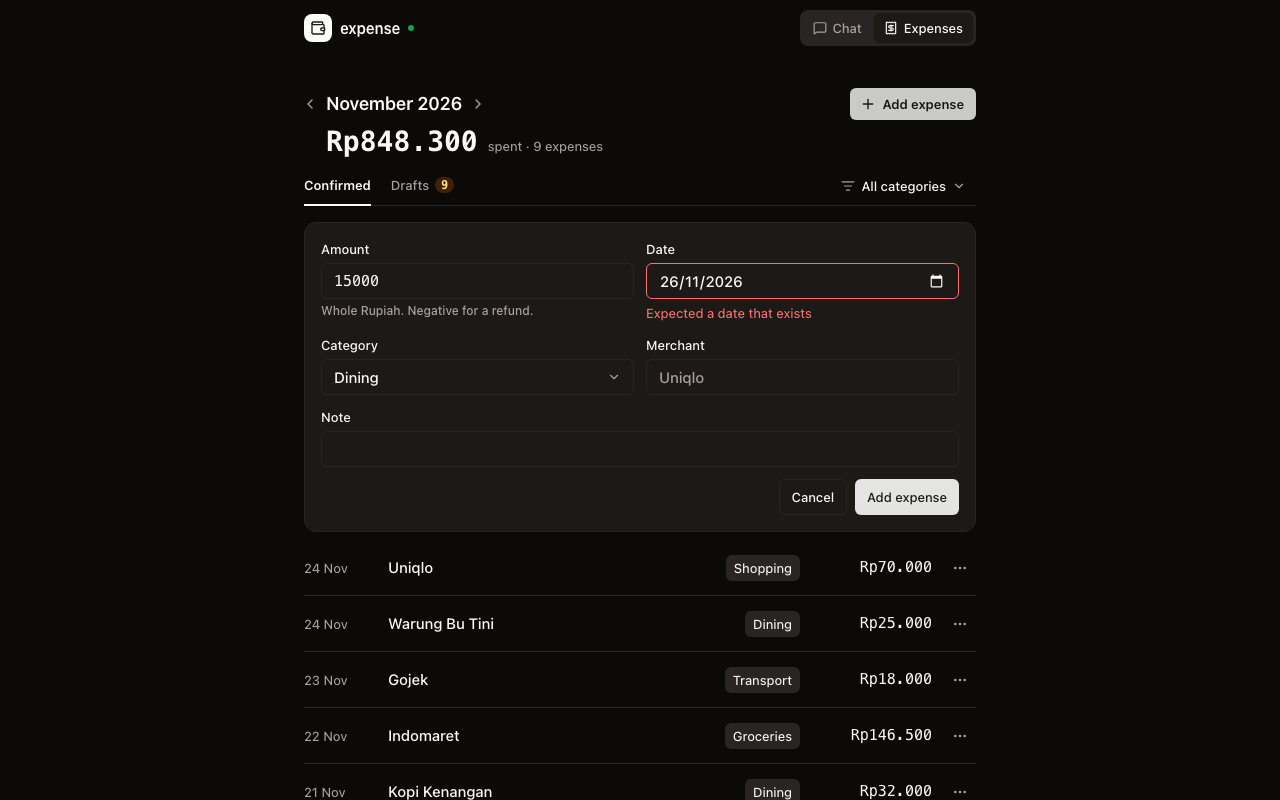 expense
Chat
Expenses
November 2026
Add expense
Rp848.300 spent · 9 expenses
Confirmed
Drafts 9
All categories
Amount
Date
15000
26/11/2026
Whole Rupiah. Negative for a refund.
Expected a date that exists
Category
Merchant
Dining
Uniqlo
Note
Cancel
Add expense
24 Nov Uniqlo Shopping Rp70.000
24 Nov Warung Bu Tini Dining Rp25.000
23 Nov Gojek Transport Rp18.000
22 Nov Indomaret Groceries Rp146.500
21 Nov Kopi Kenangan Dining Rp32.000